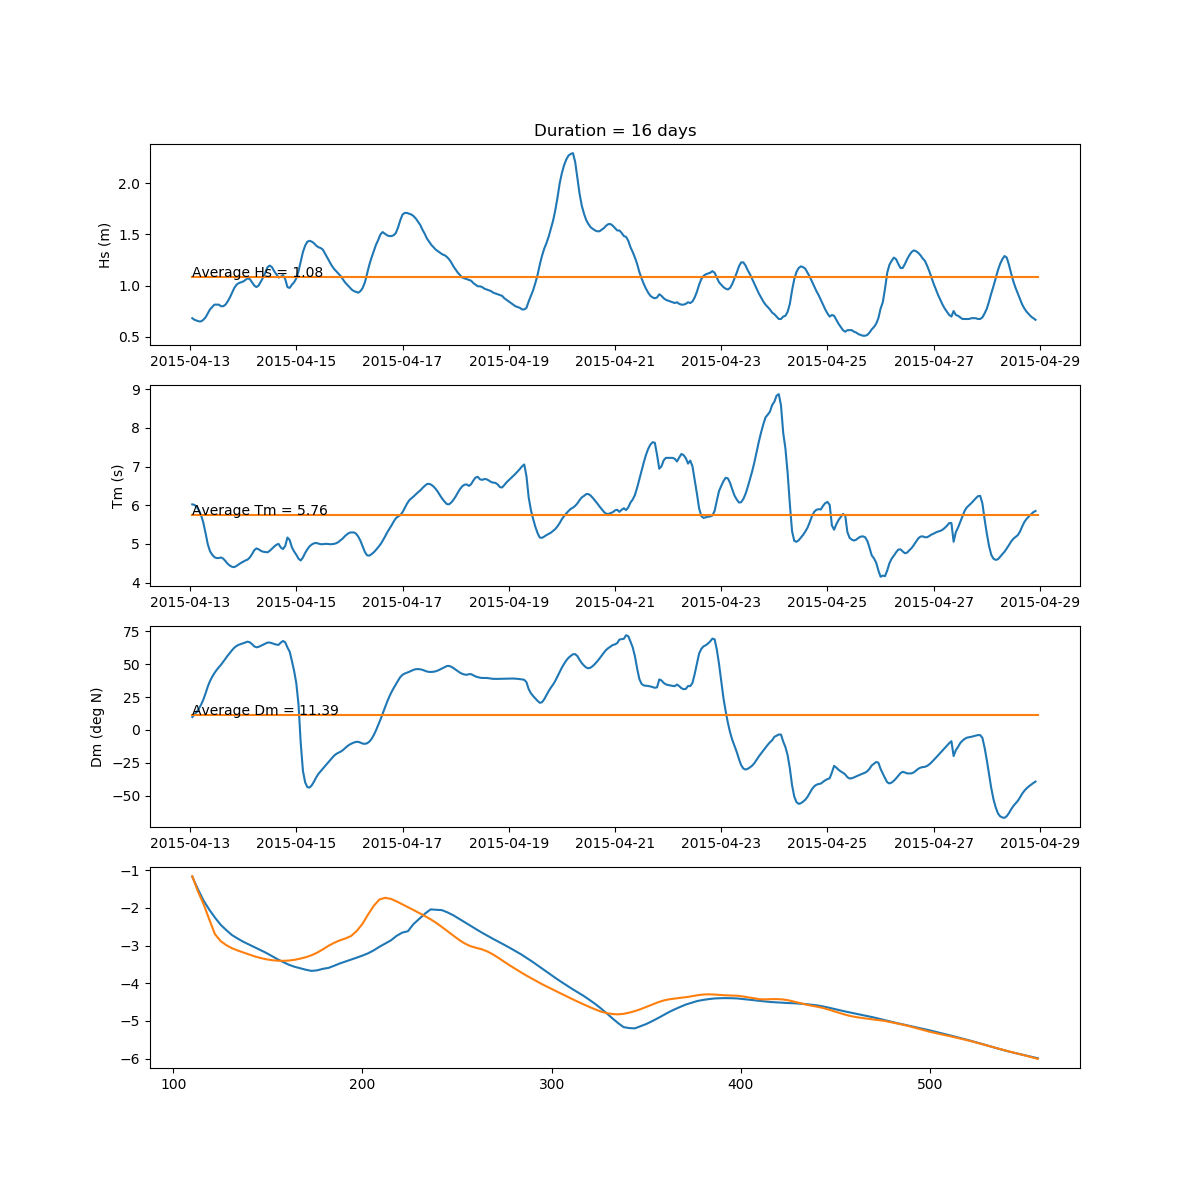 Duration = 16 days
Hs (m)
2.0
1.5
1.0
0.5
Average Hs = 1.08
2015-04-13 2015-04-15 2015-04-17 2015-04-19 2015-04-21 2015-04-23 2015-04-25 2015-04-27 2015-04-29
Tm (s)
9
8
7
6
5
4
Average Tm = 5.76
2015-04-13 2015-04-15 2015-04-17 2015-04-19 2015-04-21 2015-04-23 2015-04-25 2015-04-27 2015-04-29
Dm (deg N)
75
50
25
0
−25
−50
Average Dm = 11.39
2015-04-13 2015-04-15 2015-04-17 2015-04-19 2015-04-21 2015-04-23 2015-04-25 2015-04-27 2015-04-29
−1
−2
−3
−4
−5
−6
100 200 300 400 500